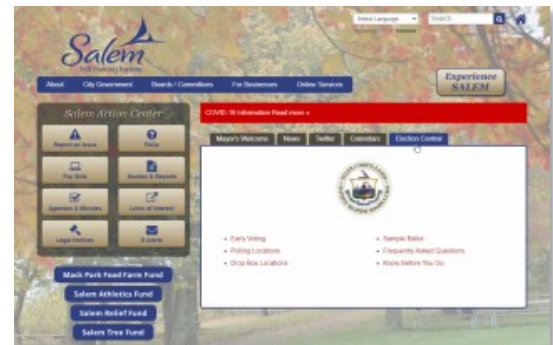 Select Language
Search
Salem
Still Making History
About City Government Boards / Committees For Businesses Online Services
Experience
SALEM
Salem Action Center
COVID-19 Information Read more »
Mayor's Welcome News Twitter Calendars Election Central
Report an Issue FAQs
Pay Bills Studies & Reports
Agendas & Minutes Links of Interest
Legal Notices E-Alerts
• Early Voting
• Polling Locations
• Drop Box Locations
• Sample Ballot
• Frequently Asked Questions
• Know Before You Go
Mack Park Food Farm Fund
Salem Athletics Fund
Salem Relief Fund
Salem Tree Fund